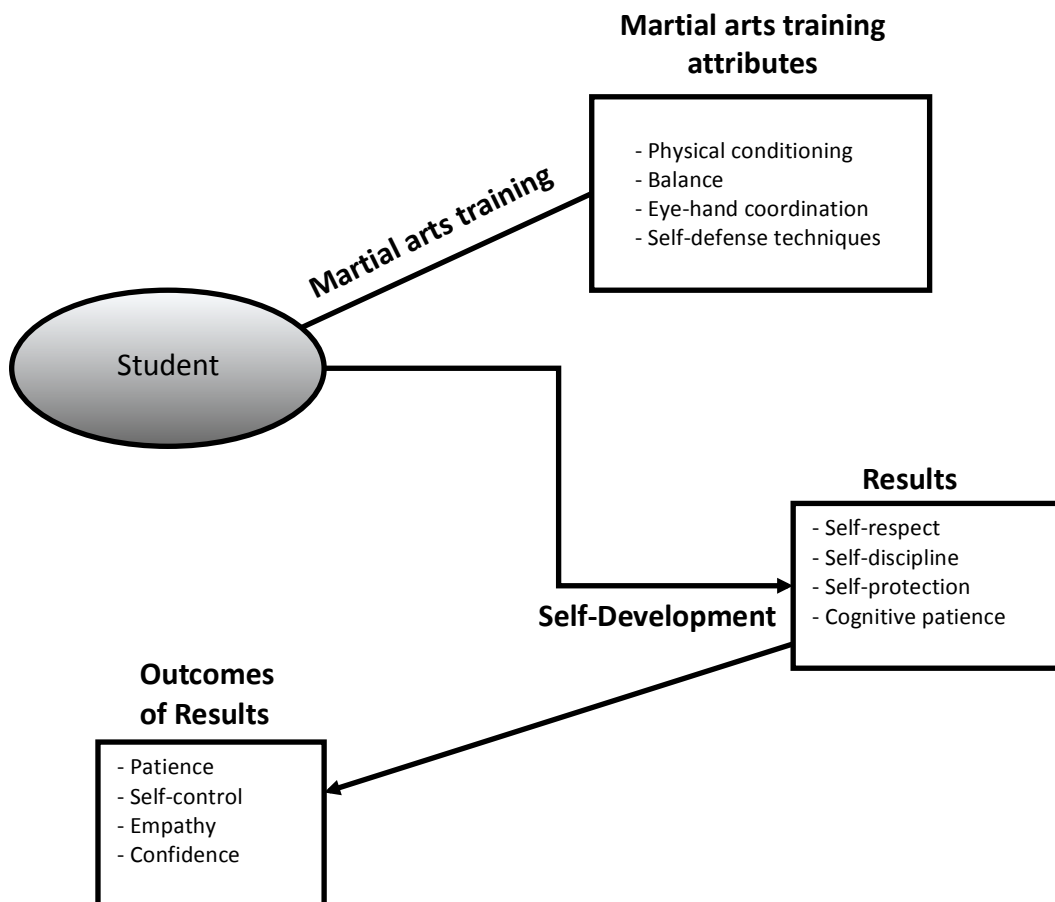 Martial arts training
attributes
- Physical conditioning
- Balance
- Eye-hand coordination
- Self-defense techniques
Martial arts training
Student
Results
- Self-respect
- Self-discipline
- Self-protection
- Cognitive patience
Self-Development
Outcomes
of Results
- Patience
- Self-control
- Empathy
- Confidence